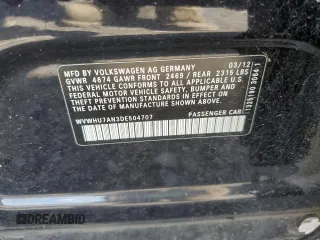 MFD BY VOLKSWAGEN AG GERMANY 03/12
GVWR 4674 GAWR FRONT 2469 / REAR 2315 LBS
THIS VEHICLE CONFORMS TO ALL APPLICABLE
FEDERAL MOTOR VEHICLE SAFETY, BUMPER AND
THEFT PREVENTION STANDARDS IN EFFECT ON THE DATE
OF MANUFACTURE SHOWN ABOVE
WVWHU7AN3DE504707 PASSENGER CAR
DREAMBID